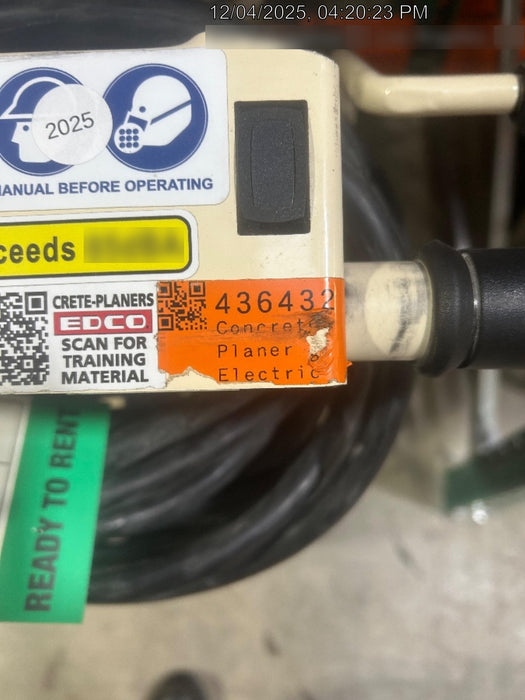 12/04/2025, 04:20:23 PM
2025
MANUAL BEFORE OPERATING
ceeds
CRETE-PLANERS
EDCO
SCAN FOR
TRAINING
MATERIAL
436432
Concrete
Planer
Electric
READY TO RENT